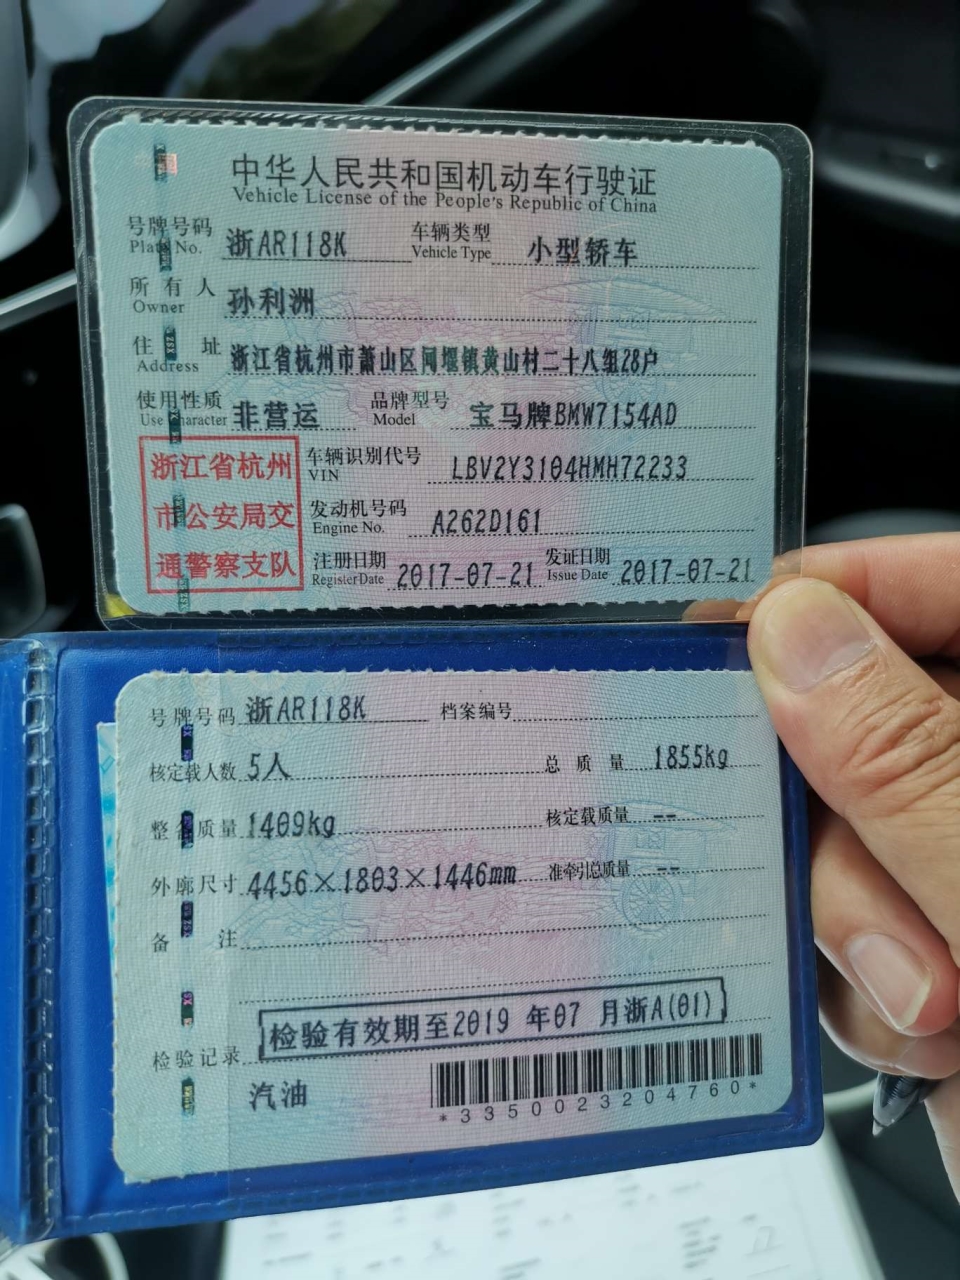 中华人民共和国机动车行驶证
Vehicle License of the People's Republic of China
号牌号码 浙AR118K 车辆类型 小型轿车
Plate No. Vehicle Type
所有人 孙利洲
Owner
住址 浙江省杭州市萧山区闻堰镇黄山村二十八组28户
Address
使用性质 非营运 品牌型号 宝马牌BMW7154AD
Use Character Model
浙江省杭州
市公安局交
通警察支队
车辆识别代号 LBV2Y3104HMH72233
VIN
发动机号码 A262D161
Engine No.
注册日期 2017-07-21 发证日期 2017-07-21
Register Date Issue Date
号牌号码 浙AR118K 档案编号
核定载人数 5人 总质量 1855kg
整备质量 1409kg 核定载质量 --
外廓尺寸 4456×1803×1446mm 准牵引总质量 --
备注
检验有效期至2019 年07 月浙A(01)
检验记录
汽油
*3350023204760*